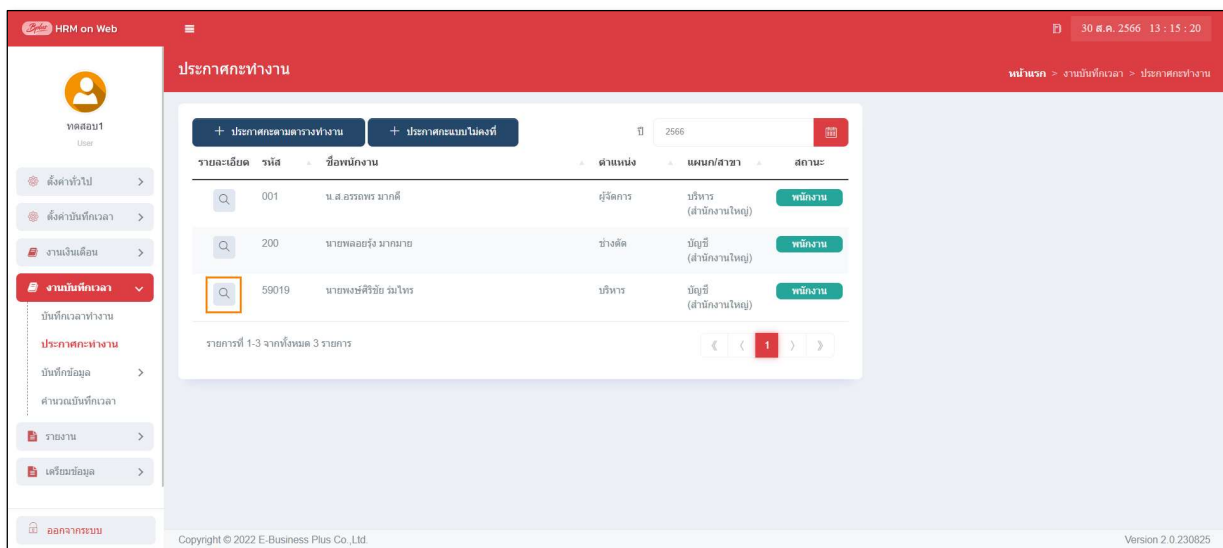 Bplus HRM on Web
30 ส.ค. 2566 13 : 15 : 20
ประกาศกะทำงาน
หน้าแรก > งานบันทึกเวลา > ประกาศกะทำงาน
ทดสอบ1
User
ตั้งค่าทั่วไป
ตั้งค่าบันทึกเวลา
งานเงินเดือน
งานบันทึกเวลา
บันทึกเวลาทำงาน
ประกาศกะทำงาน
บันทึกข้อมูล
คำนวณบันทึกเวลา
รายงาน
เตรียมข้อมูล
ออกจากระบบ
+ ประกาศกะตามตารางทำงาน + ประกาศกะแบบไม่คงที่ ปี 2566
รายละเอียด รหัส ชื่อพนักงาน ตำแหน่ง แผนก/สาขา สถานะ
001 น.ส.อรรถพร มากดี ผู้จัดการ บริหาร (สำนักงานใหญ่) พนักงาน
200 นายพลอยรุ้ง มากมาย ช่างตัด บัญชี (สำนักงานใหญ่) พนักงาน
59019 นายพงษ์ศิริชัย ร่มไทร บริหาร บัญชี (สำนักงานใหญ่) พนักงาน
รายการที่ 1-3 จากทั้งหมด 3 รายการ 1
Copyright © 2022 E-Business Plus Co.,Ltd. Version 2.0.230825